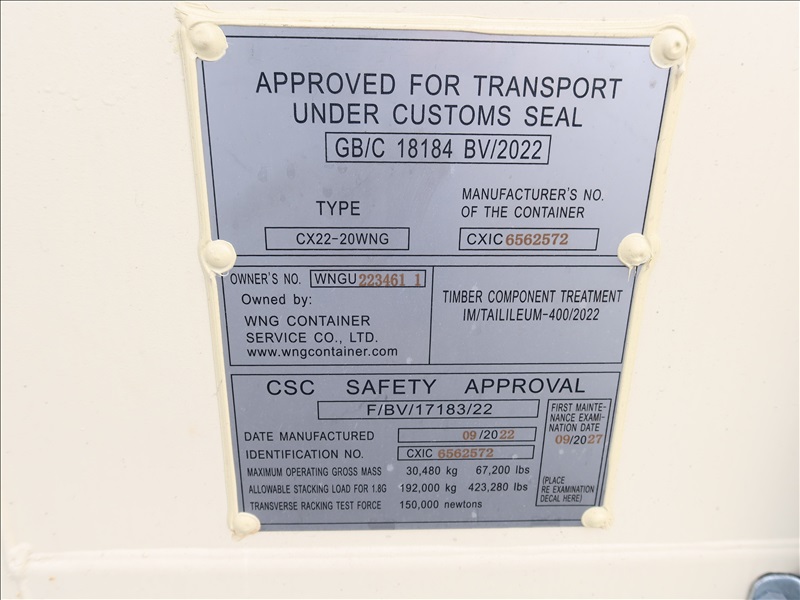 APPROVED FOR TRANSPORT
UNDER CUSTOMS SEAL
GB/C 18184 BV/2022
TYPE
CX22-20WNG
MANUFACTURER'S NO.
OF THE CONTAINER
CXIC 6562572
OWNER'S NO. WNGU 223461 1
Owned by:
WNG CONTAINER
SERVICE CO., LTD.
www.wngcontainer.com
TIMBER COMPONENT TREATMENT
IM/TAILILEUM-400/2022
CSC SAFETY APPROVAL
F/BV/17183/22
DATE MANUFACTURED 09/2022
IDENTIFICATION NO. CXIC 6562572
MAXIMUM OPERATING GROSS MASS 30,480 kg 67,200 lbs
ALLOWABLE STACKING LOAD FOR 1.8G 192,000 kg 423,280 lbs
TRANSVERSE RACKING TEST FORCE 150,000 newtons
FIRST MAINTE-
NANCE EXAMI-
NATION DATE
09/2027
(PLACE
RE EXAMINATION
DECAL HERE)